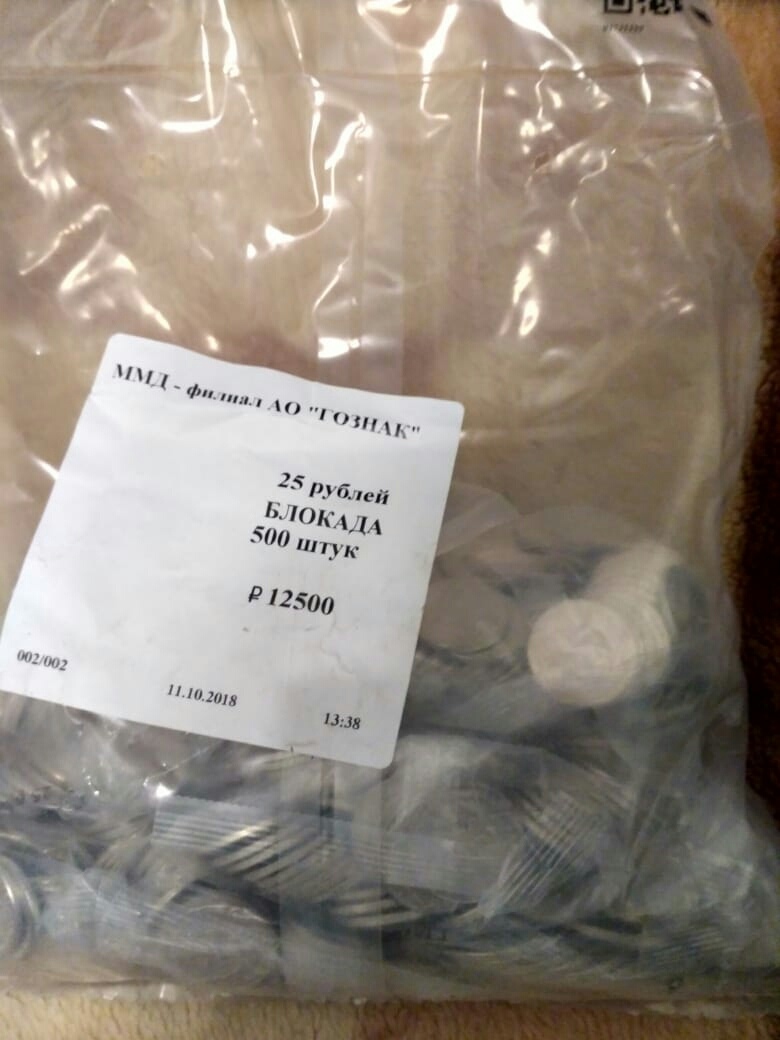 ММД - филиал АО "ГОЗНАК"
25 рублей
БЛОКАДА
500 штук
₽ 12500
002/002
11.10.2018
13:38